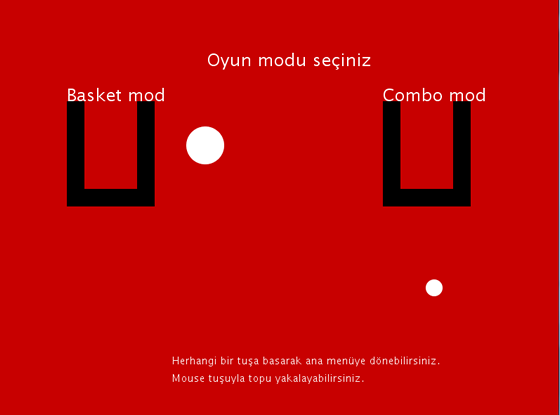 Oyun modu seçiniz
Basket mod
Combo mod
Herhangi bir tuşa basarak ana menüye dönebilirsiniz.
Mouse tuşuyla topu yakalayabilirsiniz.